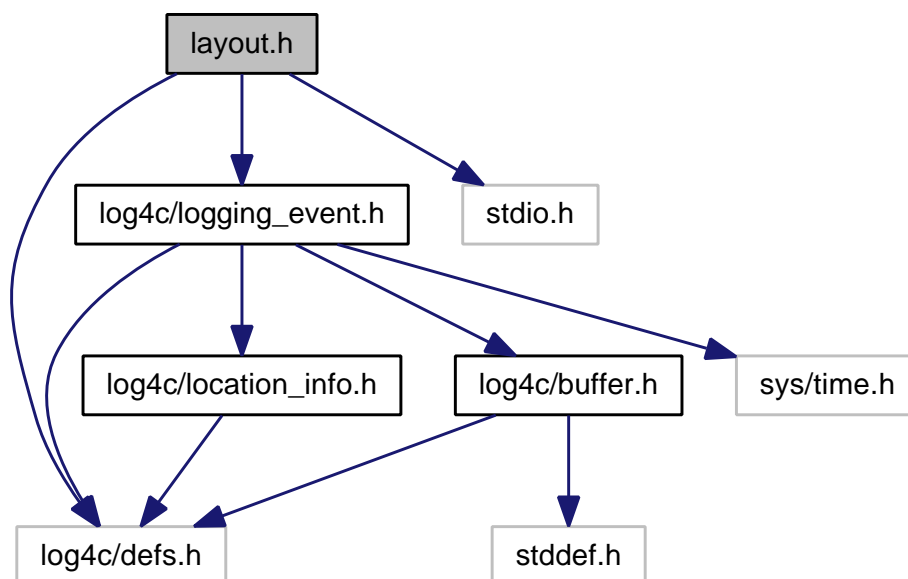 layout.h
log4c/logging_event.h
stdio.h
log4c/location_info.h
log4c/buffer.h
sys/time.h
log4c/defs.h
stddef.h